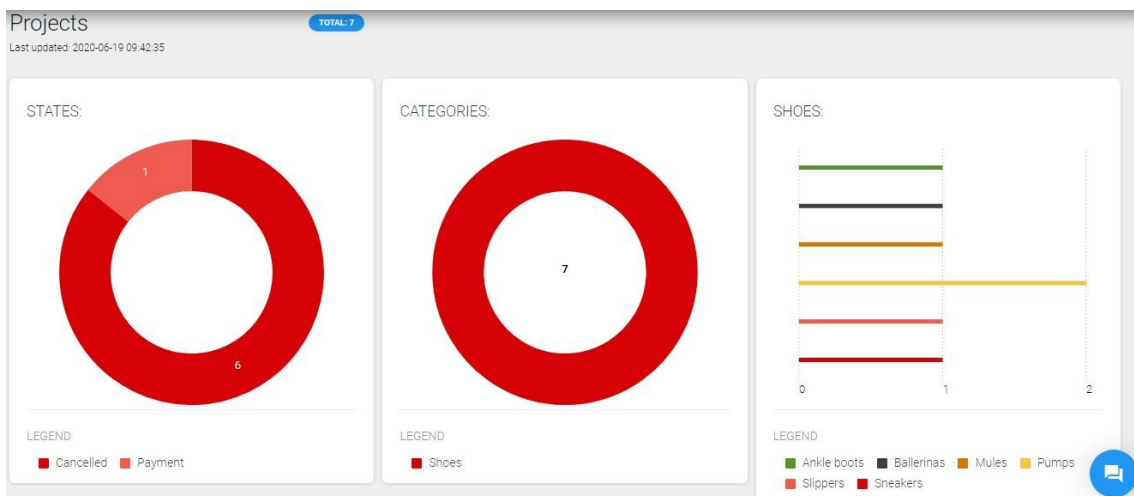 Projects
TOTAL: 7
Last updated: 2020-06-19 09:42:35
STATES:
1
6
LEGEND
Cancelled Payment
CATEGORIES:
7
LEGEND
Shoes
SHOES:
0 1 2
LEGEND
Ankle boots Ballerinas Mules Pumps
Slippers Sneakers